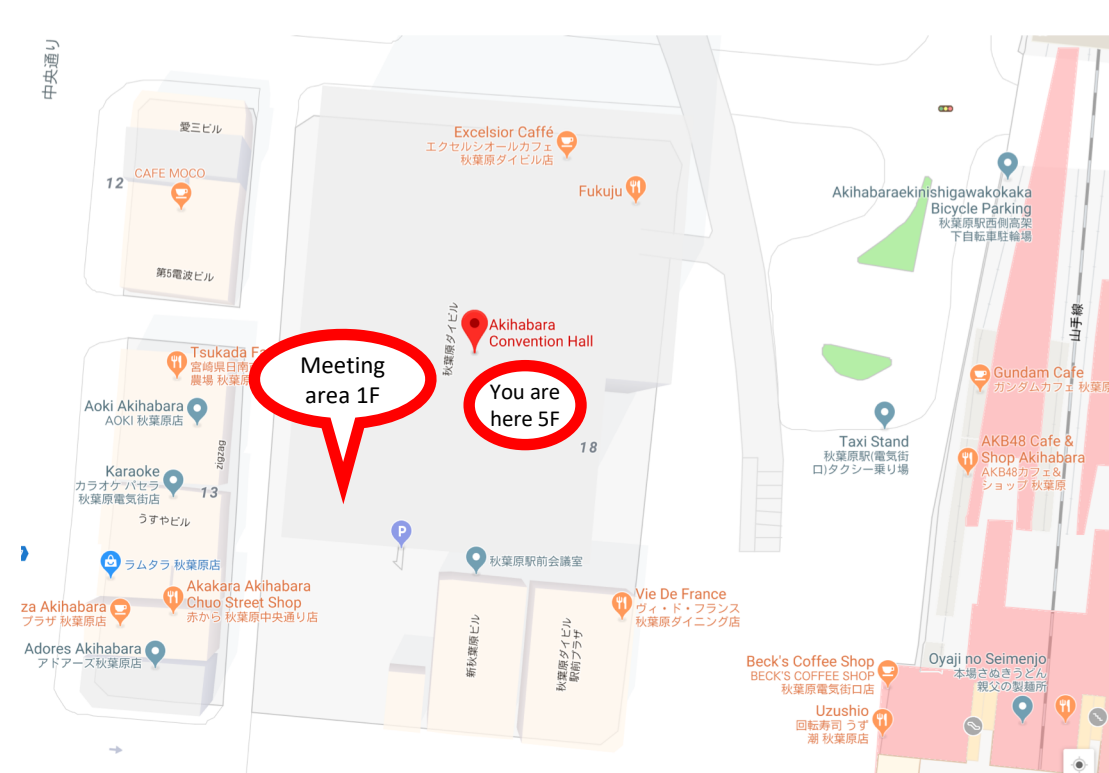 中央通り
愛三ビル
CAFE MOCO
12
第5電波ビル
Excelsior Caffé
エクセルシオールカフェ
秋葉原ダイビル店
Fukuju
Akihabaraekinishigawakokaka
Bicycle Parking
秋葉原駅西側高架
下自転車駐輪場
山手線
秋葉原ダイビル
Akihabara
Convention Hall
Meeting
area 1F
You are
here 5F
18
Tsukada Fa
宮崎県日南
農場 秋葉原
Aoki Akihabara
AOKI 秋葉原店
zigzag
Karaoke
カラオケ パセラ
秋葉原電気街店
13
うすやビル
ラムタラ 秋葉原店
Akakara Akihabara
Chuo Street Shop
赤から 秋葉原中央通り店
za Akihabara
プラザ 秋葉原店
Adores Akihabara
アドアーズ秋葉原店
P
秋葉原駅前会議室
新秋葉原ビル
秋葉原ダイビル
駅前プラザ
Vie De France
ヴィ・ド・フランス
秋葉原ダイニング店
Gundam Cafe
ガンダムカフェ 秋葉原
Taxi Stand
秋葉原駅(電気街
口)タクシー乗り場
AKB48 Cafe &
Shop Akihabara
AKB48カフェ&
ショップ 秋葉原
Beck's Coffee Shop
BECK'S COFFEE SHOP
秋葉原電気街口店
Uzushio
回転寿司 うず
潮 秋葉原店
Oyaji no Seimenjo
本場さぬきうどん
親父の製麺所